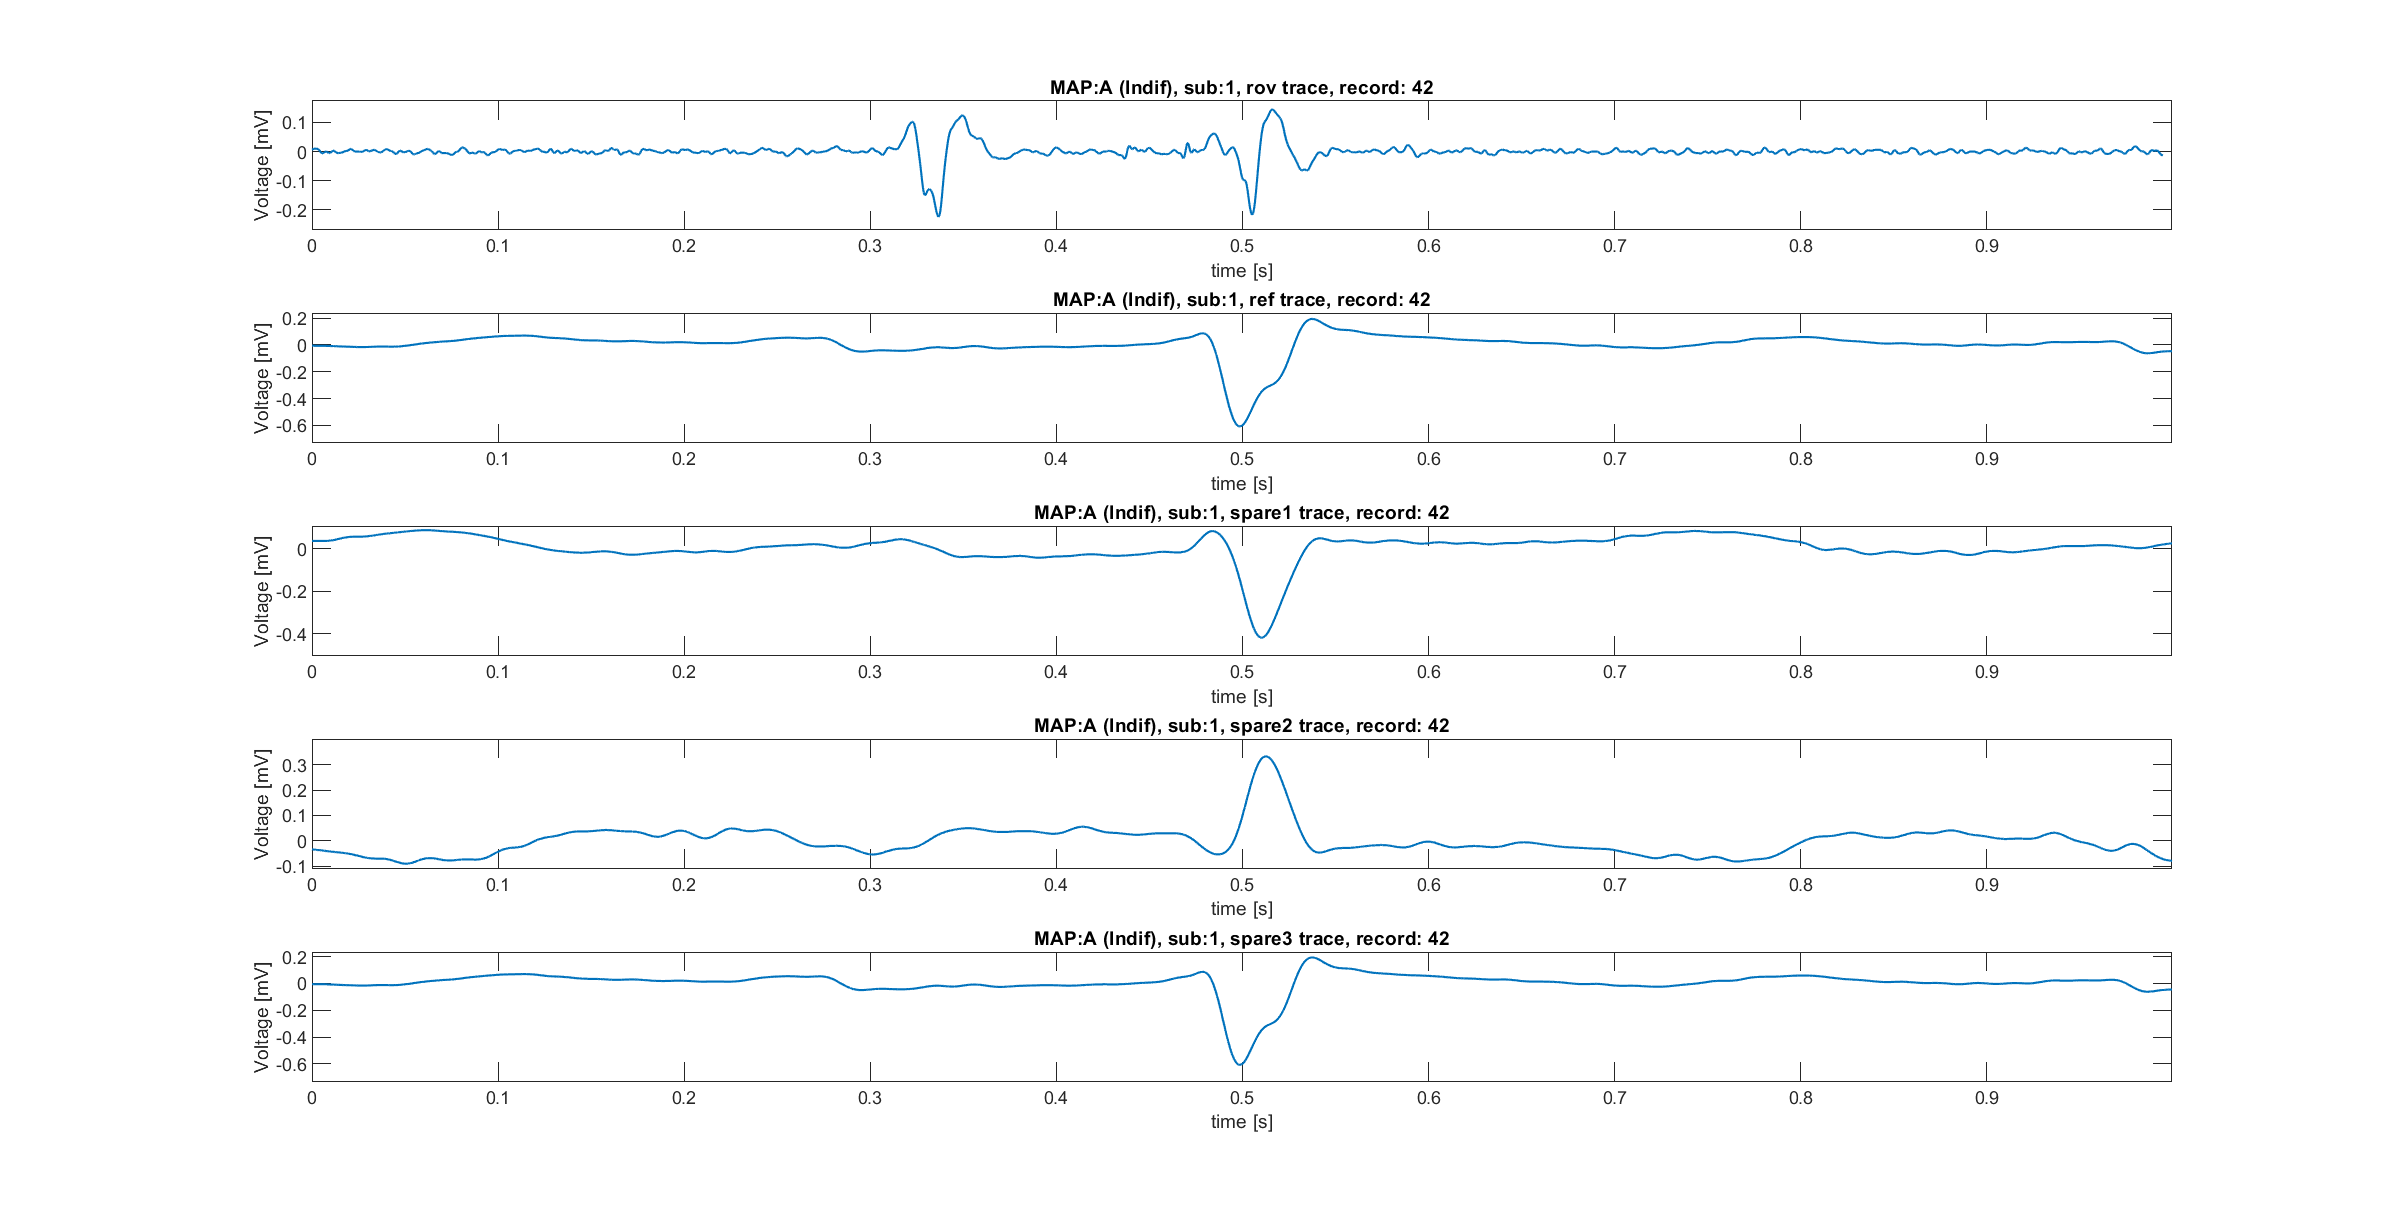 MAP:A (Indif), sub:1, rov trace, record: 42
Voltage [mV]
0.1
0
-0.1
-0.2
0 0.1 0.2 0.3 0.4 0.5 0.6 0.7 0.8 0.9
time [s]
MAP:A (Indif), sub:1, ref trace, record: 42
Voltage [mV]
0.2
0
-0.2
-0.4
-0.6
0 0.1 0.2 0.3 0.4 0.5 0.6 0.7 0.8 0.9
time [s]
MAP:A (Indif), sub:1, spare1 trace, record: 42
Voltage [mV]
0
-0.2
-0.4
0 0.1 0.2 0.3 0.4 0.5 0.6 0.7 0.8 0.9
time [s]
MAP:A (Indif), sub:1, spare2 trace, record: 42
Voltage [mV]
0.3
0.2
0.1
0
-0.1
0 0.1 0.2 0.3 0.4 0.5 0.6 0.7 0.8 0.9
time [s]
MAP:A (Indif), sub:1, spare3 trace, record: 42
Voltage [mV]
0.2
0
-0.2
-0.4
-0.6
0 0.1 0.2 0.3 0.4 0.5 0.6 0.7 0.8 0.9
time [s]